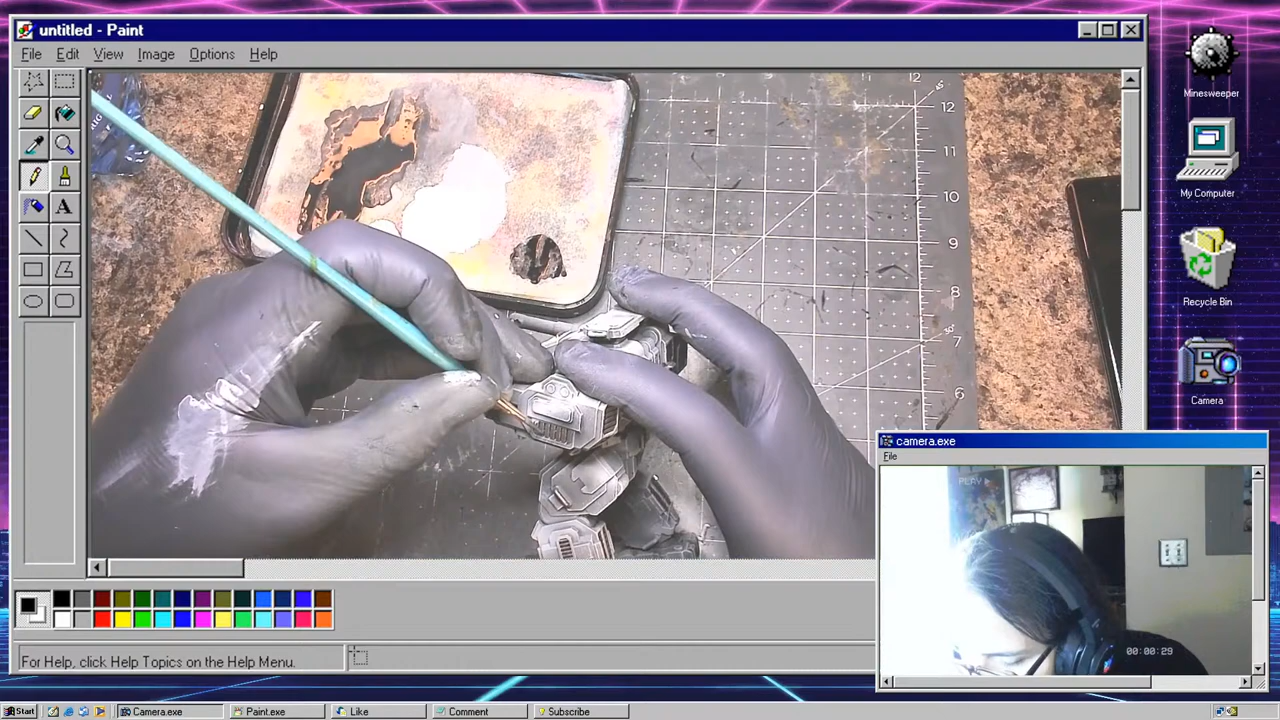 untitled - Paint
File Edit View Image Options Help
12
12
11
10
9
8
7
6
Minesweeper
My Computer
Recycle Bin
Camera
camera.exe
File
PLAY
00:00:29
For Help, click Help Topics on the Help Menu.
Start Camera.exe Paint.exe Like Comment Subscribe